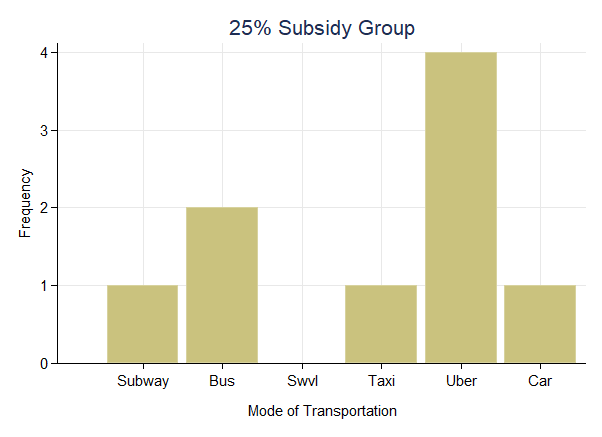 25% Subsidy Group
4
3
2
1
0
Frequency
Subway Bus Swvl Taxi Uber Car
Mode of Transportation